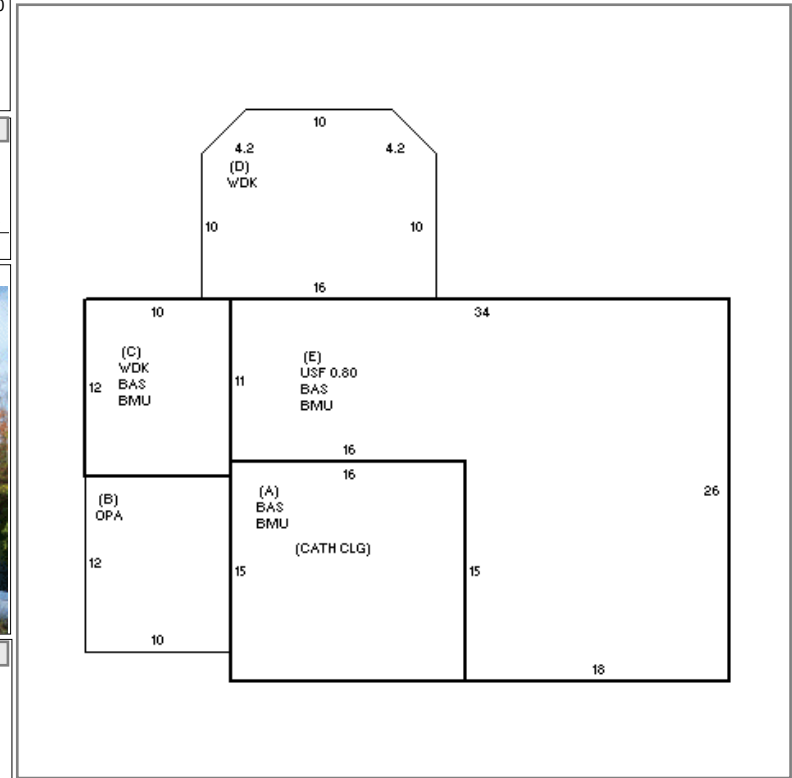 10
4.2 4.2
(D)
WDK
10 10
16
10 34
(C)
WDK
BAS
BMU
12
(E)
USF 0.80
BAS
BMU
11
16
16
(A)
BAS
BMU
(CATH CLG)
26
(B)
OPA
12
15 15
10
18